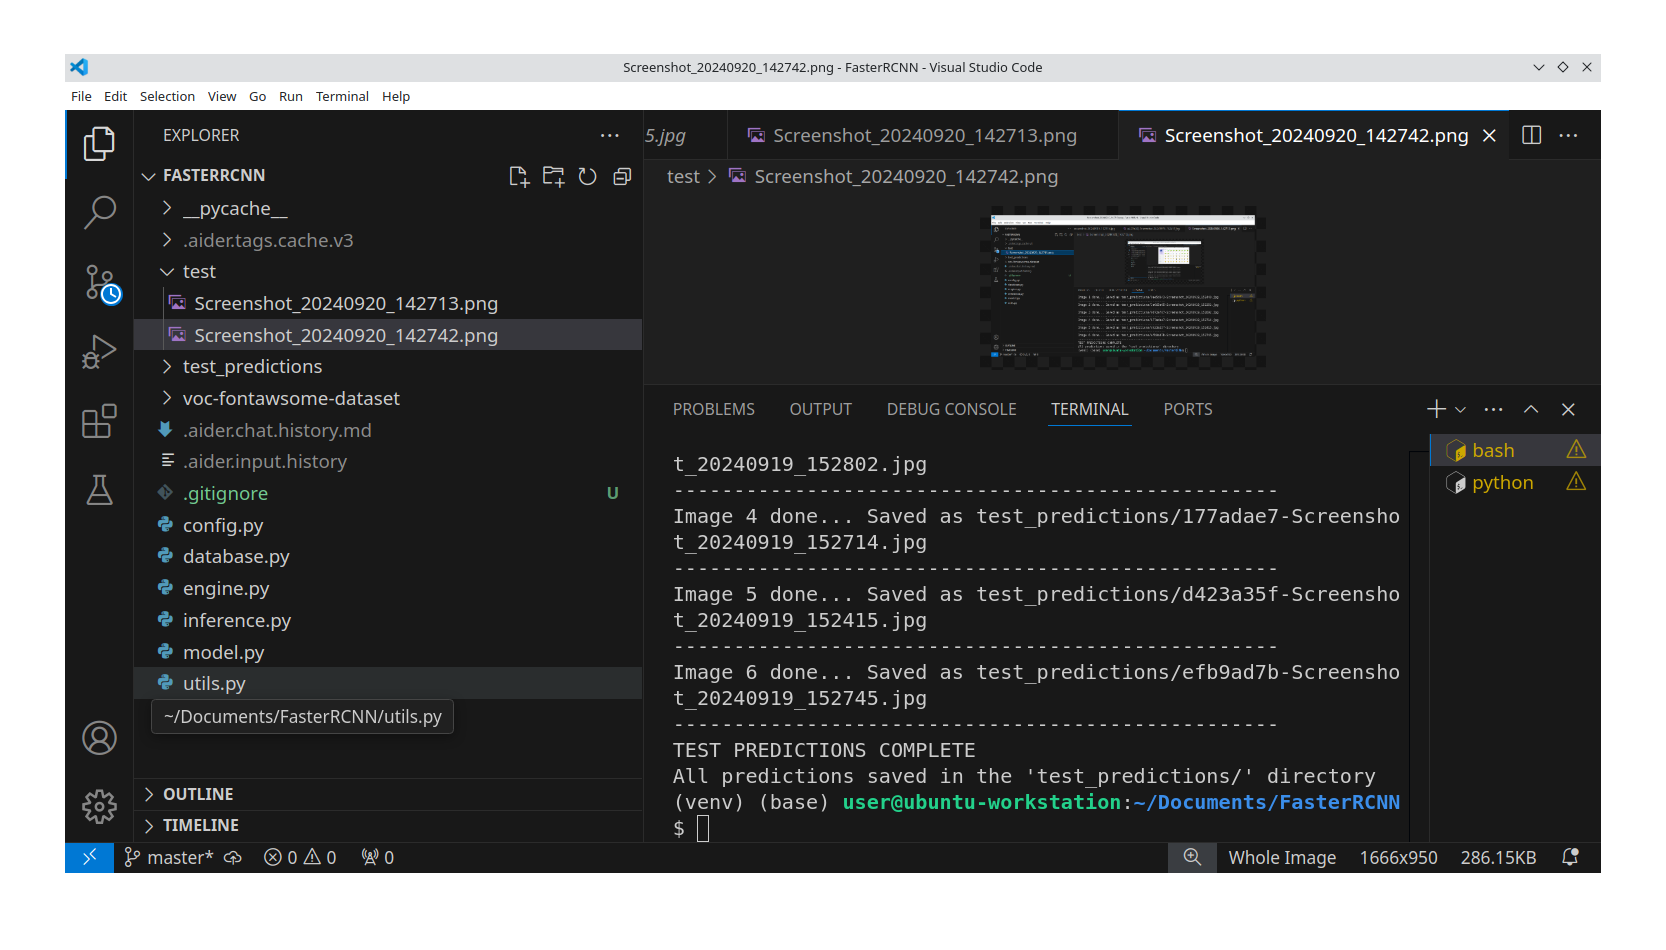 Screenshot_20240920_142742.png - FasterRCNN - Visual Studio Code
File Edit Selection View Go Run Terminal Help
EXPLORER
FASTERRCNN
__pycache__
.aider.tags.cache.v3
test
Screenshot_20240920_142713.png
Screenshot_20240920_142742.png
test_predictions
voc-fontawsome-dataset
.aider.chat.history.md
.aider.input.history
.gitignore U
config.py
database.py
engine.py
inference.py
model.py
utils.py
~/Documents/FasterRCNN/utils.py
OUTLINE
TIMELINE
5.jpg Screenshot_20240920_142713.png Screenshot_20240920_142742.png
test > Screenshot_20240920_142742.png
PROBLEMS OUTPUT DEBUG CONSOLE TERMINAL PORTS
t_20240919_152802.jpg
--------------------------------------------------
Image 4 done... Saved as test_predictions/177adae7-Screensho
t_20240919_152714.jpg
--------------------------------------------------
Image 5 done... Saved as test_predictions/d423a35f-Screensho
t_20240919_152415.jpg
--------------------------------------------------
Image 6 done... Saved as test_predictions/efb9ad7b-Screensho
t_20240919_152745.jpg
--------------------------------------------------
TEST PREDICTIONS COMPLETE
All predictions saved in the 'test_predictions/' directory
(venv) (base) user@ubuntu-workstation:~/Documents/FasterRCNN
$
bash
python
master* 0 0 0 Whole Image 1666x950 286.15KB